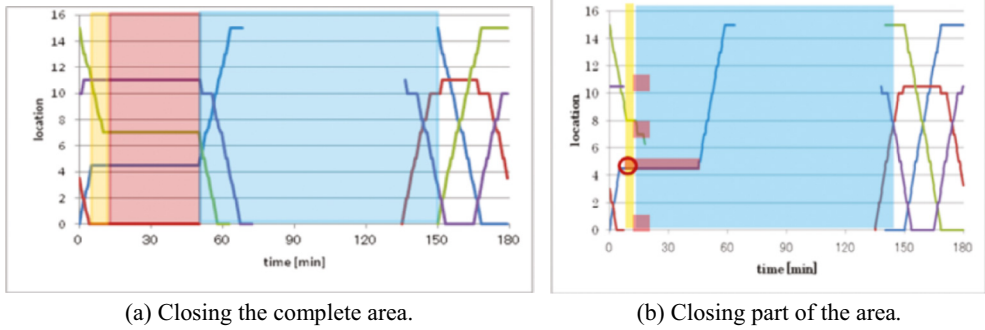 16
14
12
10
8
6
4
2
0
location
0 30 60 90 120 150 180
time [min]
(a) Closing the complete area.
16
14
12
10
8
6
4
2
0
location
0 30 60 90 120 150 180
time [min]
(b) Closing part of the area.